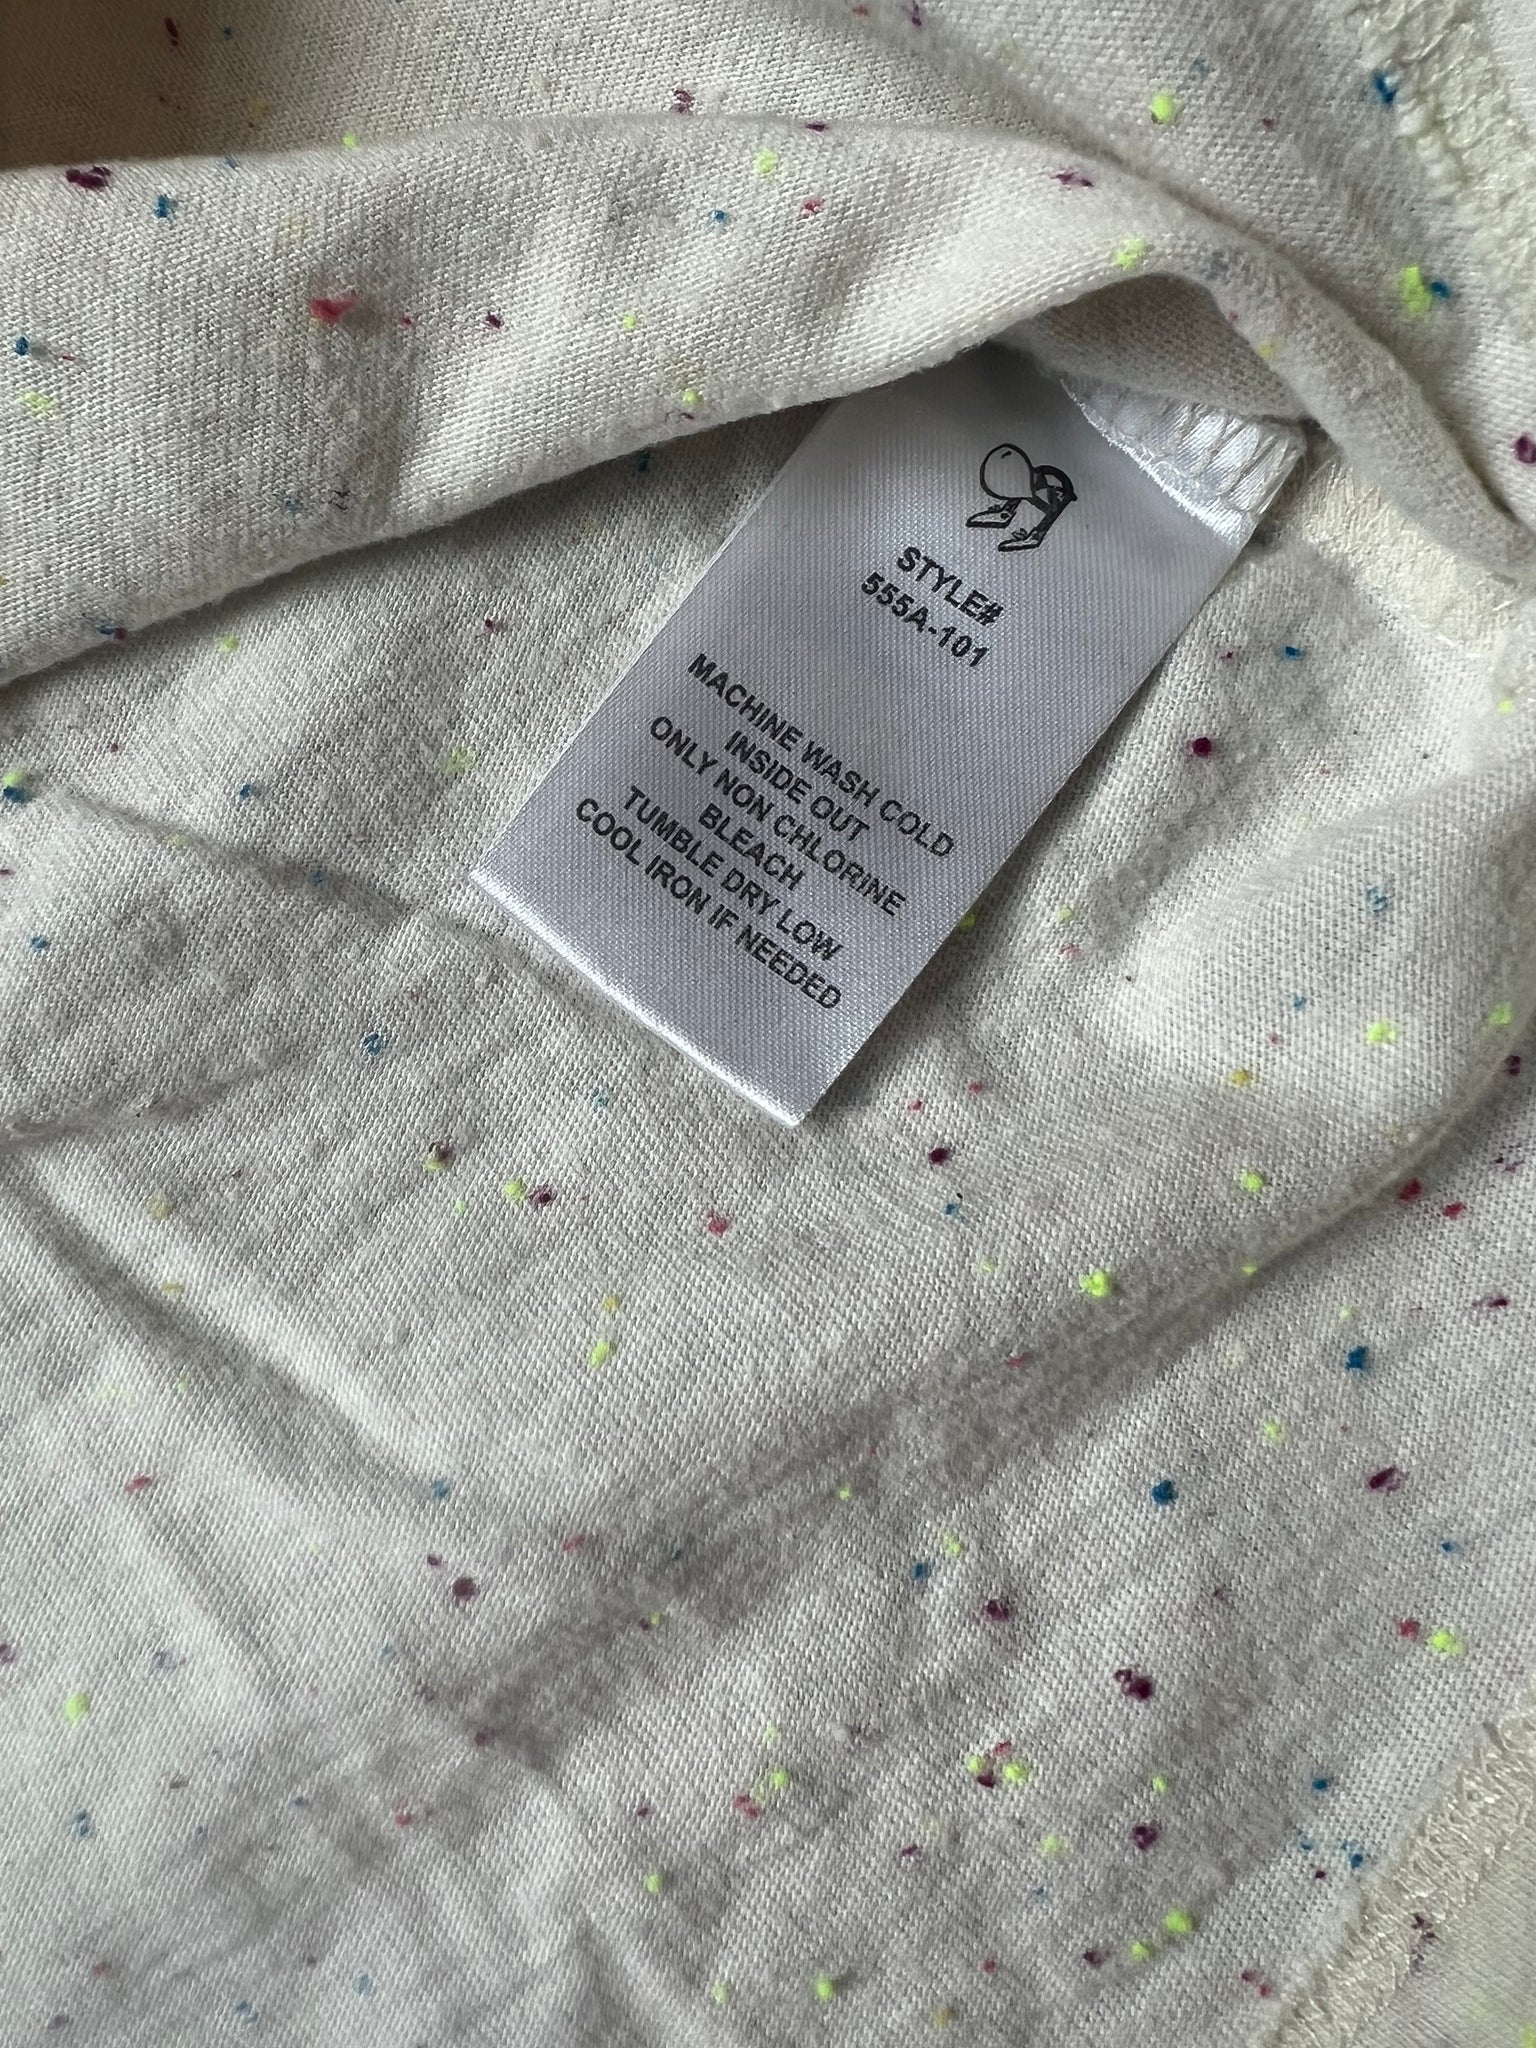 STYLE#
555A-101
MACHINE WASH COLD
INSIDE OUT
ONLY NON CHLORINE
BLEACH
TUMBLE DRY LOW
COOL IRON IF NEEDED